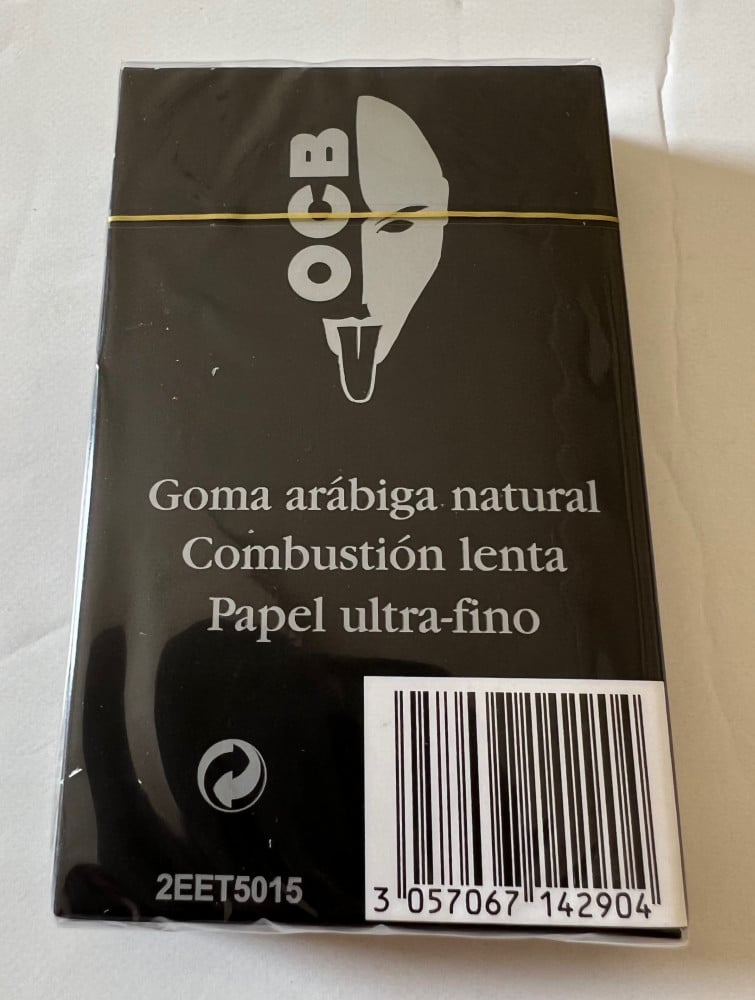 OCB
Goma arábiga natural
Combustión lenta
Papel ultra-fino
2EET5015
3 057067 142904